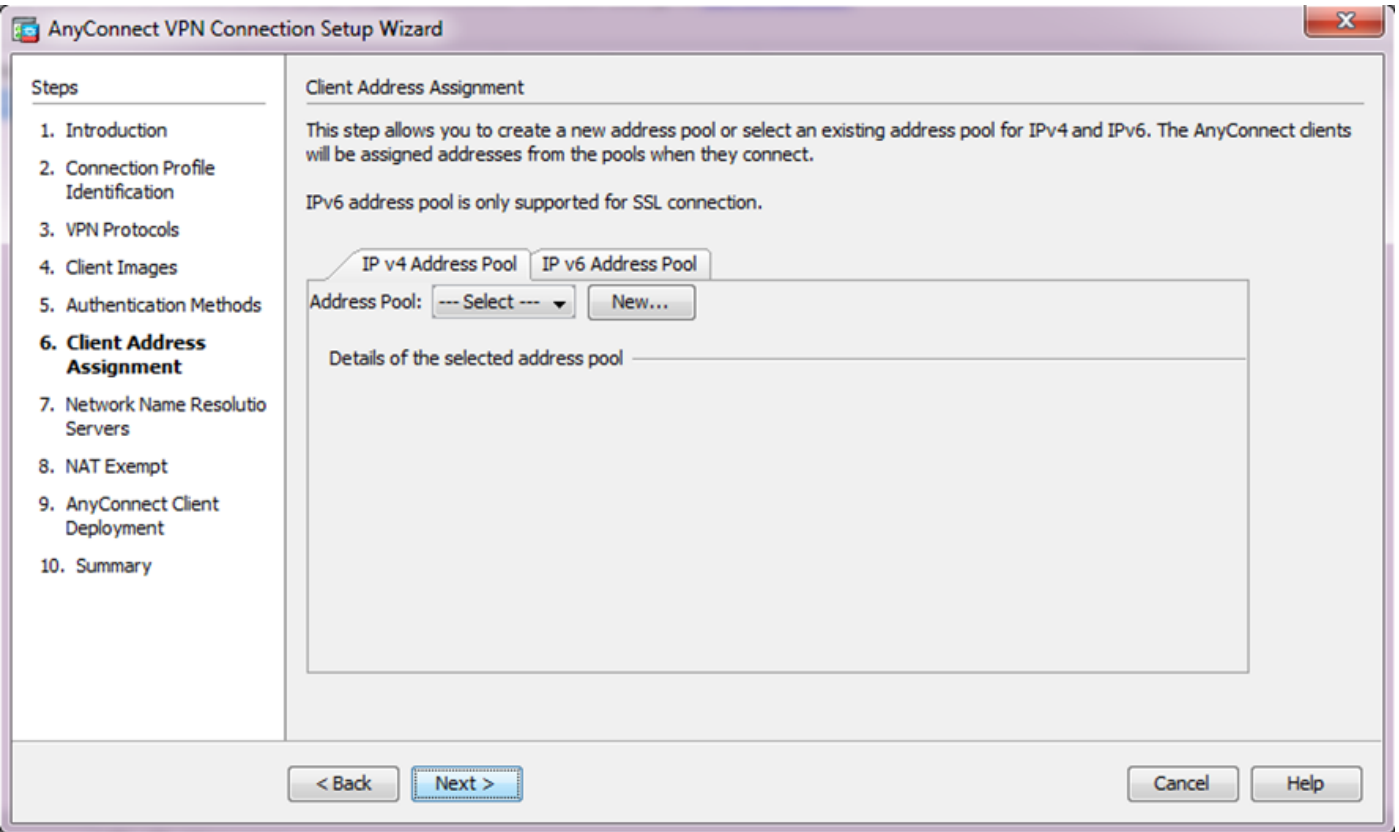 AnyConnect VPN Connection Setup Wizard
Steps
1. Introduction
2. Connection Profile
Identification
3. VPN Protocols
4. Client Images
5. Authentication Methods
6. Client Address
Assignment
7. Network Name Resolutio
Servers
8. NAT Exempt
9. AnyConnect Client
Deployment
10. Summary
Client Address Assignment
This step allows you to create a new address pool or select an existing address pool for IPv4 and IPv6. The AnyConnect clients
will be assigned addresses from the pools when they connect.
IPv6 address pool is only supported for SSL connection.
IP v4 Address Pool IP v6 Address Pool
Address Pool: --- Select --- New...
Details of the selected address pool
< Back Next > Cancel Help